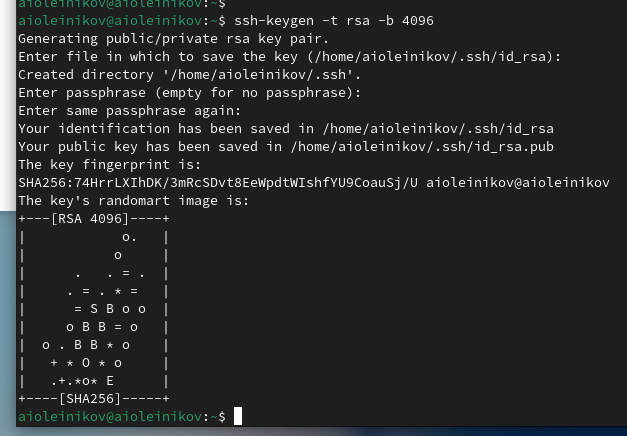 aioleinikov@aioleinikov:~$
aioleinikov@aioleinikov:~$ ssh-keygen -t rsa -b 4096
Generating public/private rsa key pair.
Enter file in which to save the key (/home/aioleinikov/.ssh/id_rsa):
Created directory '/home/aioleinikov/.ssh'.
Enter passphrase (empty for no passphrase):
Enter same passphrase again:
Your identification has been saved in /home/aioleinikov/.ssh/id_rsa
Your public key has been saved in /home/aioleinikov/.ssh/id_rsa.pub
The key fingerprint is:
SHA256:74HrrLXIhDK/3mRcSDvt8EeWpdtWIshfYU9CoauSj/U aioleinikov@aioleinikov
The key's randomart image is:
+---[RSA 4096]----+
|            o.   |
|           o     |
|      .   . = .  |
|     . = . * =   |
|      = S B o o  |
|     o B B = o   |
|  o . B B * o    |
|   + * O * o     |
|   .+.*o* E      |
+----[SHA256]-----+
aioleinikov@aioleinikov:~$